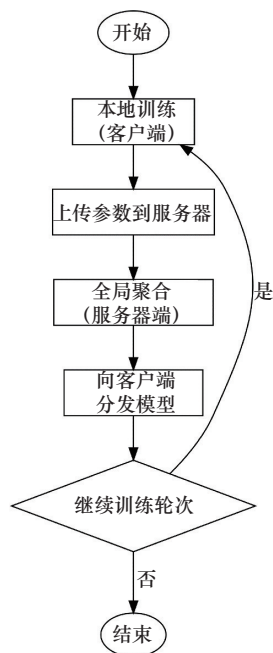 开始
本地训练
(客户端)
上传参数到服务器
全局聚合
(服务器端)
向客户端
分发模型
是
继续训练轮次
否
结束